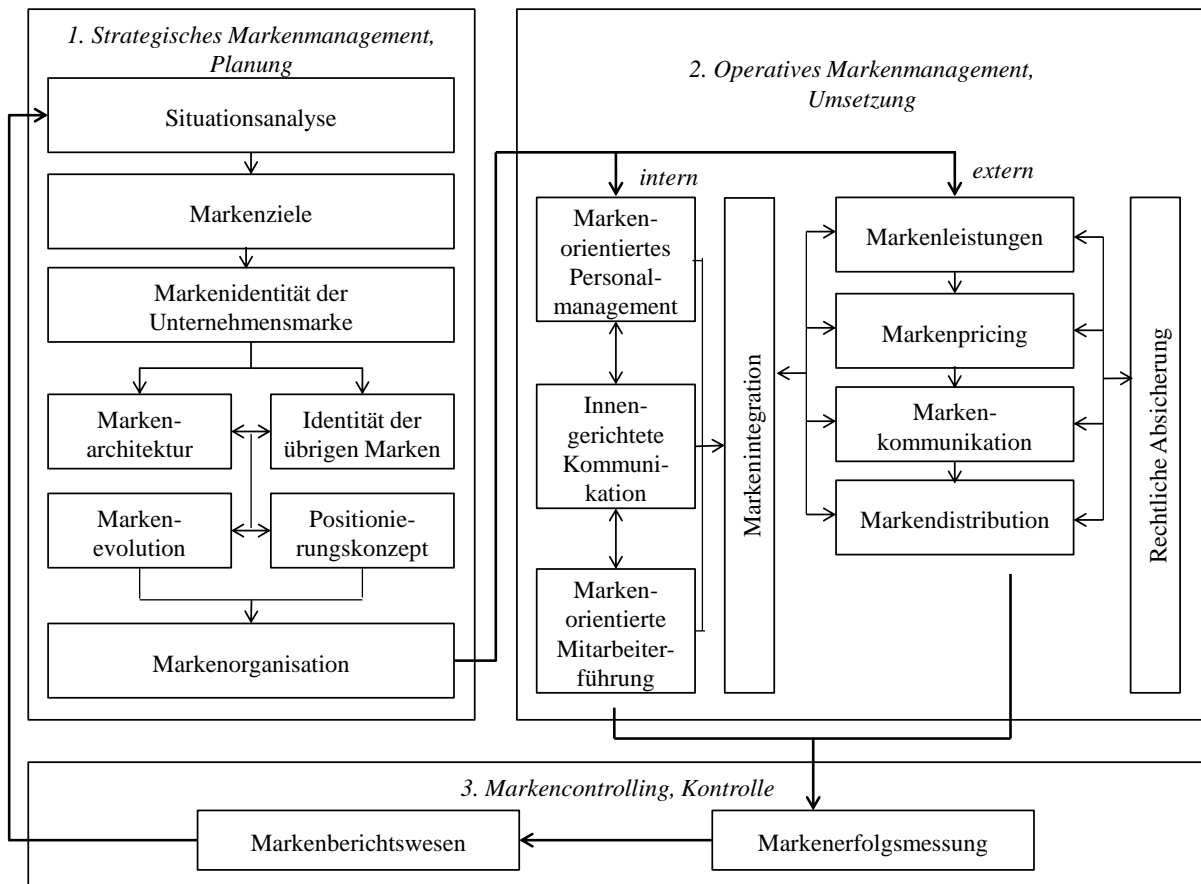 1. Strategisches Markenmanagement,
Planung
Situationsanalyse
Markenziele
Markenidentität der
Unternehmensmarke
Marken-
architektur
Identität der
übrigen Marken
Marken-
evolution
Positionie-
rungskonzept
Markenorganisation
2. Operatives Markenmanagement,
Umsetzung
intern
Marken-
orientiertes
Personal-
management
Innen-
gerichtete
Kommuni-
kation
Marken-
orientierte
Mitarbeiter-
führung
Markenintegration
extern
Markenleistungen
Markenpricing
Marken-
kommunikation
Markendistribution
Rechtliche Absicherung
3. Markencontrolling, Kontrolle
Markenberichtswesen
Markenerfolgsmessung